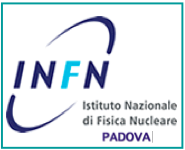 INFN
Istituto Nazionale
di Fisica Nucleare
PADOVA